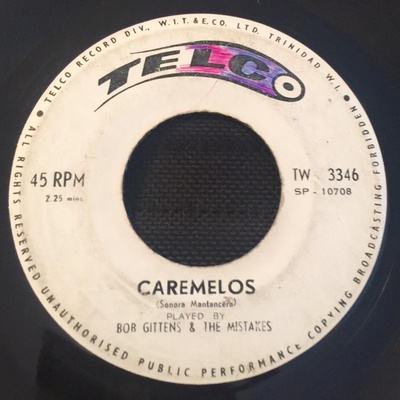 TELCO RECORD DIV., W.I.T. & CO. LTD. TRINIDAD W.I.
TELCO
45 RPM
2.25 mins
TW 3346
SP - 10708
CAREMELOS
(Sonora Mantancera)
PLAYED BY
BOB GITTENS & THE MISTAKES
ALL RIGHTS RESERVED UNAUTHORISED PUBLIC PERFORMANCE COPYING BROADCASTING FORBIDDEN